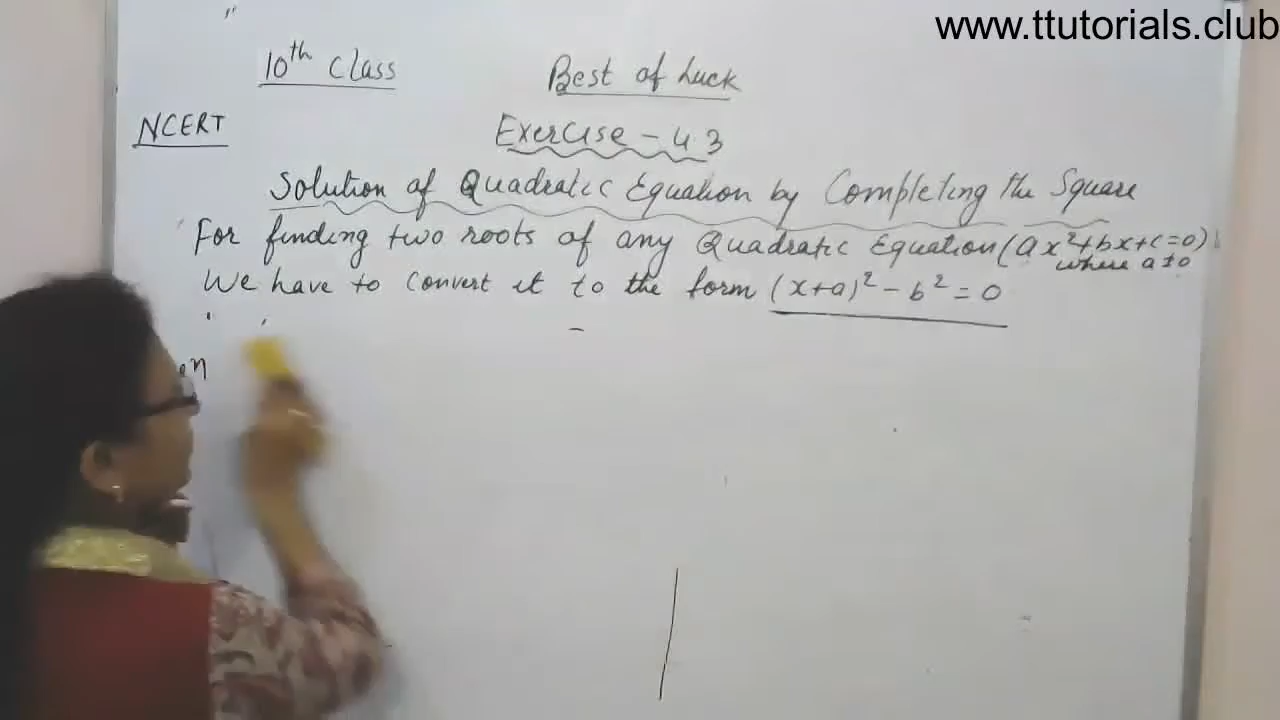 www.ttutorials.club
10th Class Best of Luck
NCERT Exercise - 4.3
Solution of Quadratic Equation by Completing the Square
For finding two roots of any Quadratic Equation (ax²+bx+c=0)
where a≠0
We have to convert it to the form (x+a)² - b² = 0